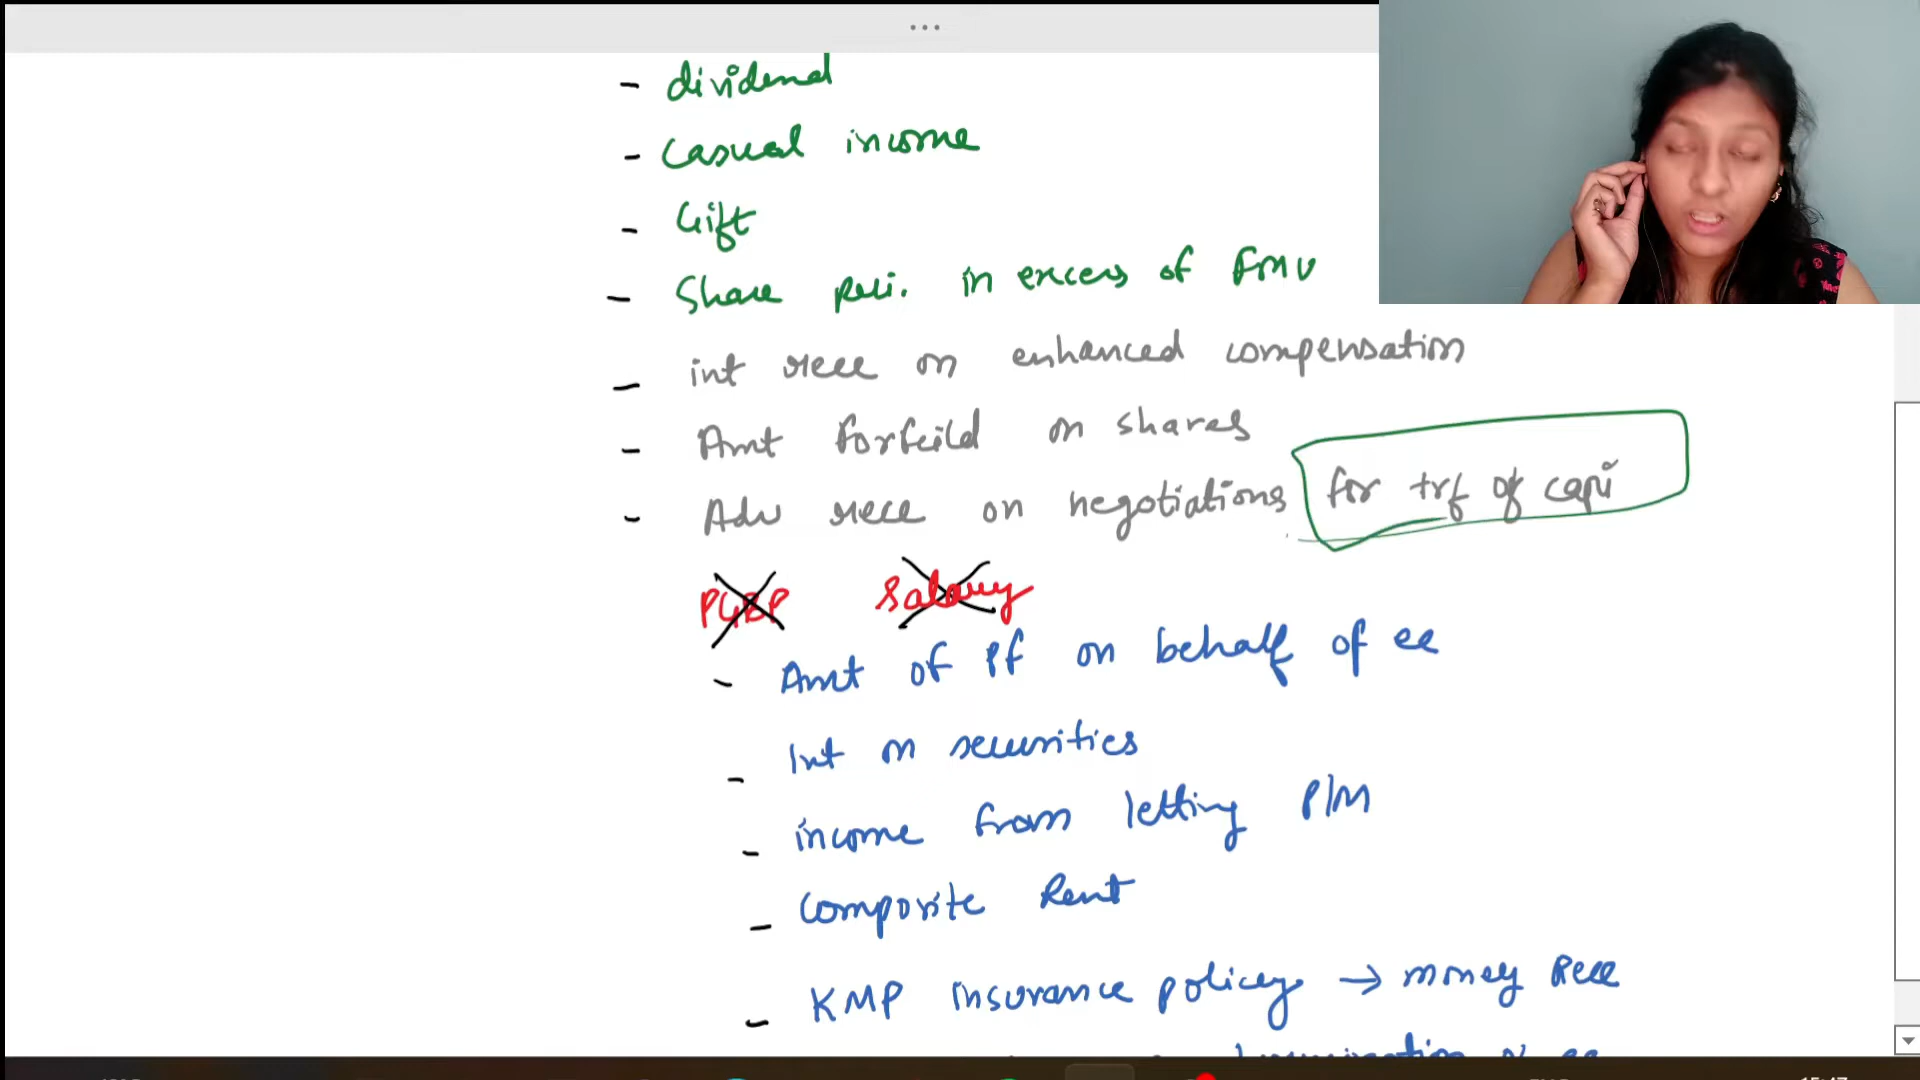 ...
- dividend
- Casual income
- Gift
- Share in excess of FMV
- int rece on enhanced compensation
- Amt forfeild on shares
- Adv rece on negotiations for trf of capi
PGBP Salary
- Amt of Pf on behalf of ee
- Int on securities
- income from letting P/M
- Composite Rent
- KMP insurance policy → money Rece